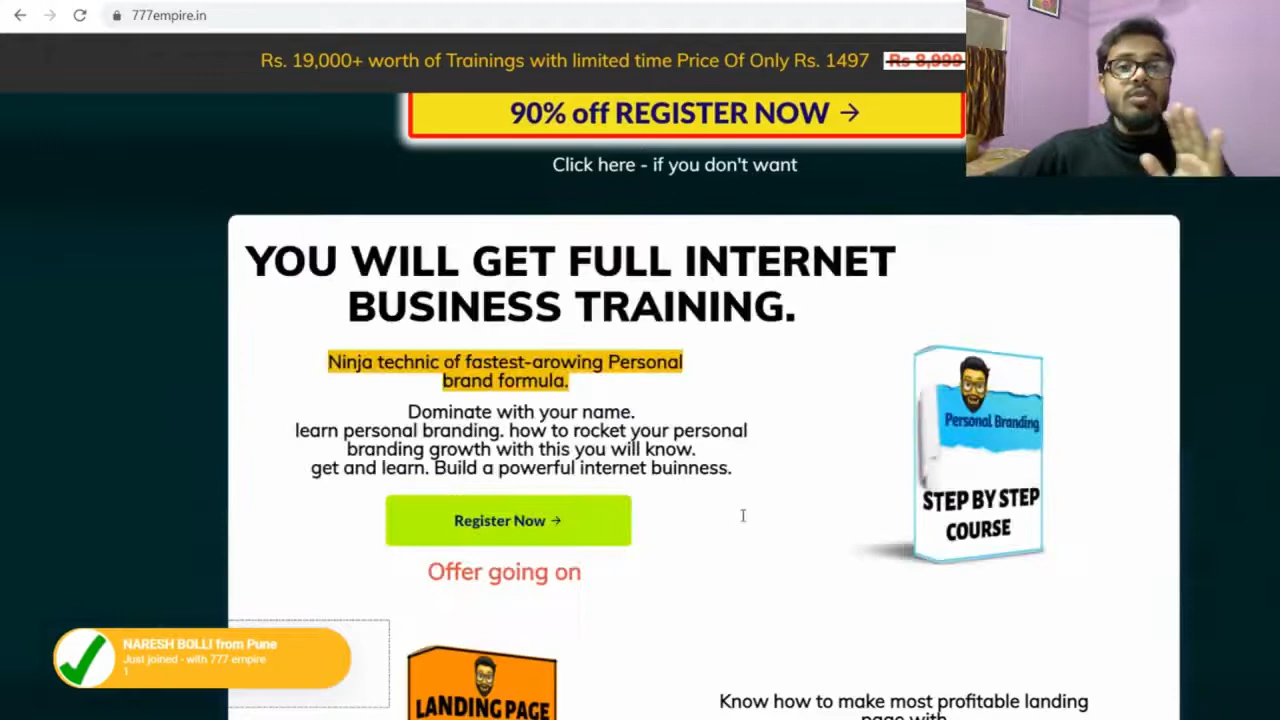 777empire.in
Rs. 19,000+ worth of Trainings with limited time Price Of Only Rs. 1497 Rs 8,999
90% off REGISTER NOW →
Click here - if you don't want
YOU WILL GET FULL INTERNET
BUSINESS TRAINING.
Ninja technic of fastest-arowing Personal
brand formula.
Dominate with your name.
learn personal branding. how to rocket your personal
branding growth with this you will know.
get and learn. Build a powerful internet buinness.
Register Now →
Offer going on
Personal Branding
STEP BY STEP
COURSE
NARESH BOLLI from Pune
Just joined - with 777 empire
1
LANDING PAGE
Know how to make most profitable landing
page with